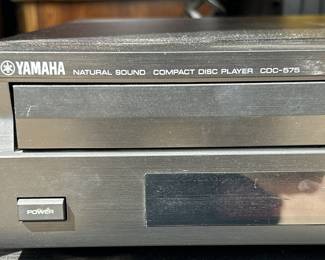 YAMAHA NATURAL SOUND COMPACT DISC PLAYER CDC-575
POWER